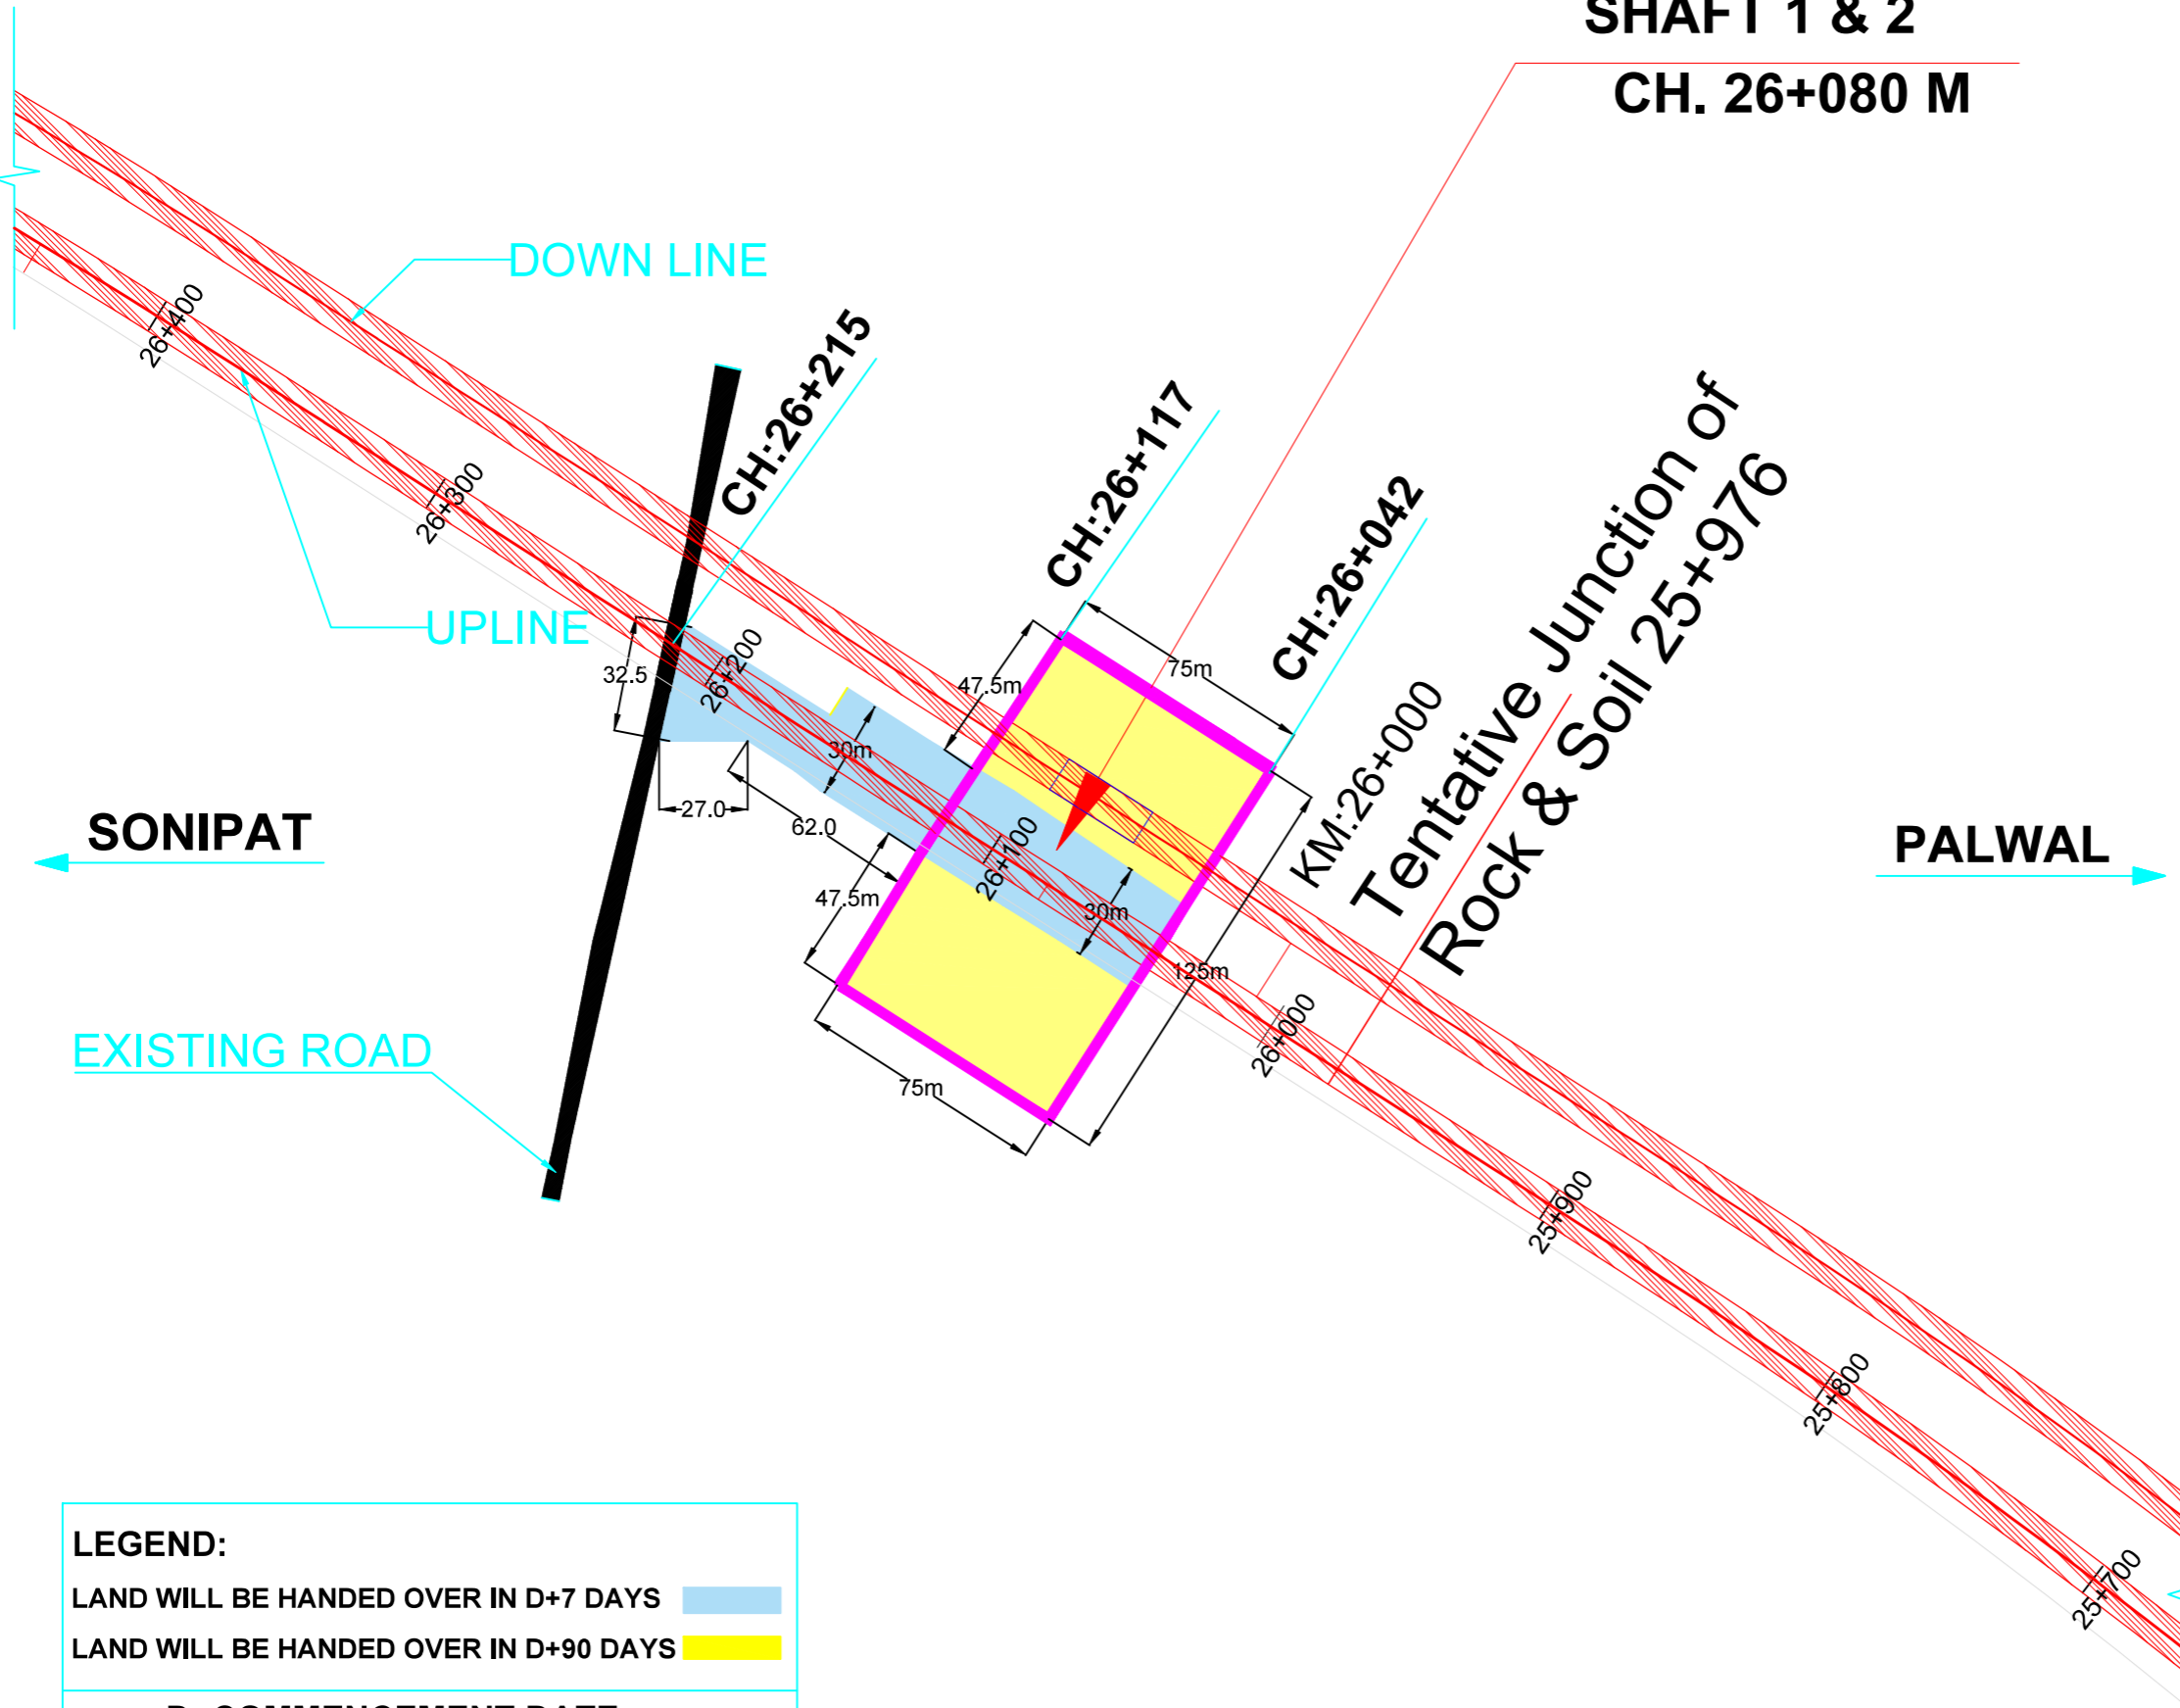 SHAFT 1 & 2
CH. 26+080 M
DOWN LINE
26+400
CH:26+215
26+300
CH:26+117
CH:26+042
Tentative Junction of
Rock & Soil 25+976
UPLINE
32.5
26+200
47.5m
75m
30m
KM:26+000
27.0
62.0
SONIPAT
PALWAL
26+100
47.5m
30m
125m
26+000
EXISTING ROAD
75m
25+900
25+800
25+700
LEGEND:
LAND WILL BE HANDED OVER IN D+7 DAYS
LAND WILL BE HANDED OVER IN D+90 DAYS
D- COMMENCEMENT DATE